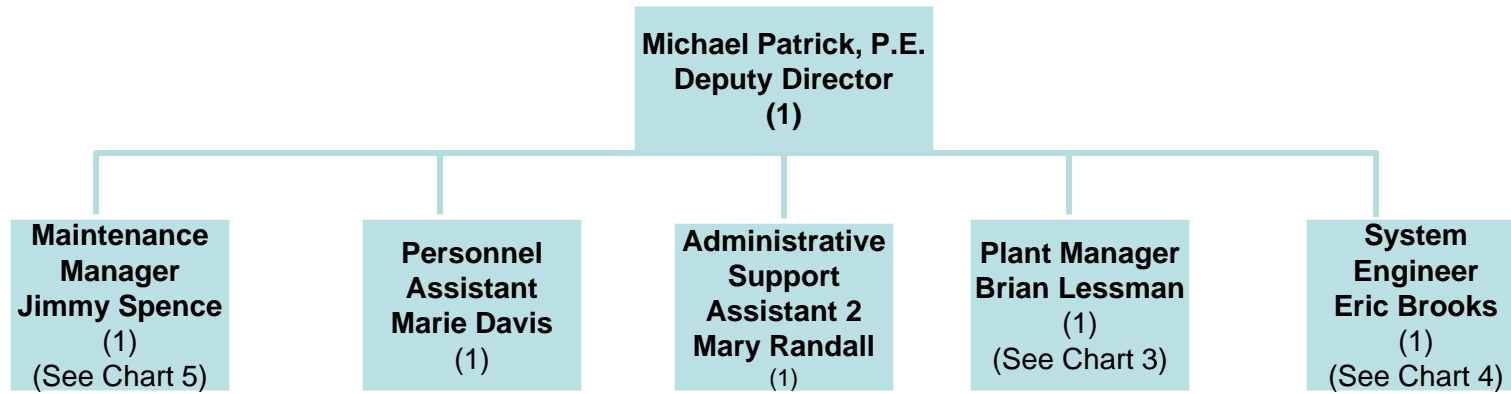 Michael Patrick, P.E.
Deputy Director
(1)
Maintenance
Manager
Jimmy Spence
(1)
(See Chart 5)
Personnel
Assistant
Marie Davis
(1)
Administrative
Support
Assistant 2
Mary Randall
(1)
Plant Manager
Brian Lessman
(1)
(See Chart 3)
System
Engineer
Eric Brooks
(1)
(See Chart 4)